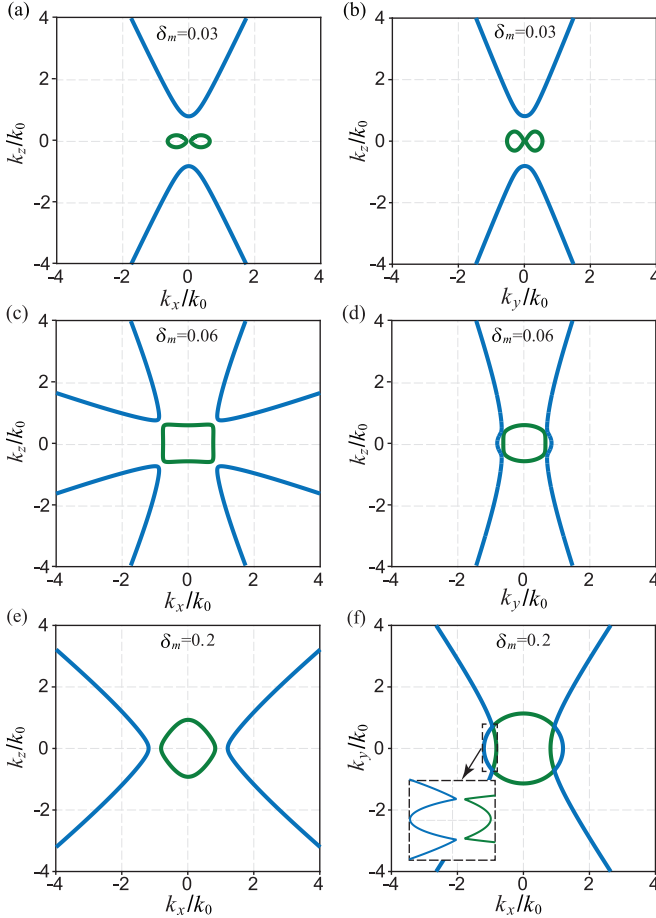 (a) (b)
4 4
δm=0.03 δm=0.03
2 2
kz/k0 0 kz/k0 0
-2 -2
-4 -4
-4 -2 0 2 4 -4 -2 0 2 4
kx/k0 ky/k0
(c) (d)
4 4
δm=0.06 δm=0.06
2 2
kz/k0 0 kz/k0 0
-2 -2
-4 -4
-4 -2 0 2 4 -4 -2 0 2 4
kx/k0 ky/k0
(e) (f)
4 4
δm=0.2 δm=0.2
2 2
kz/k0 0 ky/k0 0
-2 -2
-4 -4
-4 -2 0 2 4 -4 -2 0 2 4
kx/k0 kx/k0